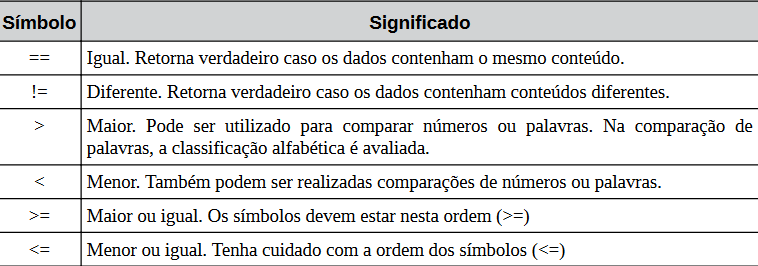 Símbolo Significado
== Igual. Retorna verdadeiro caso os dados contenham o mesmo conteúdo.
!= Diferente. Retorna verdadeiro caso os dados contenham conteúdos diferentes.
> Maior. Pode ser utilizado para comparar números ou palavras. Na comparação de
palavras, a classificação alfabética é avaliada.
< Menor. Também podem ser realizadas comparações de números ou palavras.
>= Maior ou igual. Os símbolos devem estar nesta ordem (>=)
<= Menor ou igual. Tenha cuidado com a ordem dos símbolos (<=)